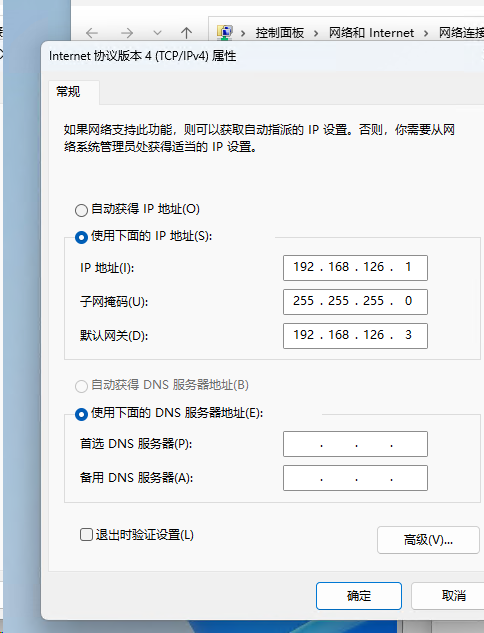 控制面板 > 网络和 Internet > 网络连接
Internet 协议版本 4 (TCP/IPv4) 属性
常规
如果网络支持此功能，则可以获取自动指派的 IP 设置。否则，你需要从网
络系统管理员处获得适当的 IP 设置。
自动获得 IP 地址(O)
使用下面的 IP 地址(S):
IP 地址(I):
192 . 168 . 126 . 1
子网掩码(U):
255 . 255 . 255 . 0
默认网关(D):
192 . 168 . 126 . 3
自动获得 DNS 服务器地址(B)
使用下面的 DNS 服务器地址(E):
首选 DNS 服务器(P):
. . .
备用 DNS 服务器(A):
. . .
退出时验证设置(L)
高级(V)...
确定
取消